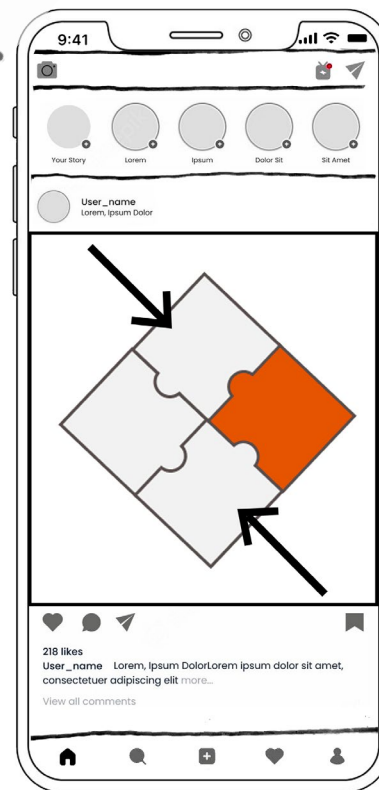 9:41
Your Story
Lorem
Ipsum
Dolor Sit
Sit Amet
User_name
Lorem, Ipsum Dolor
218 likes
User_name Lorem, Ipsum DolorLorem ipsum dolor sit amet,
consectetuer adipiscing elit more...
View all comments